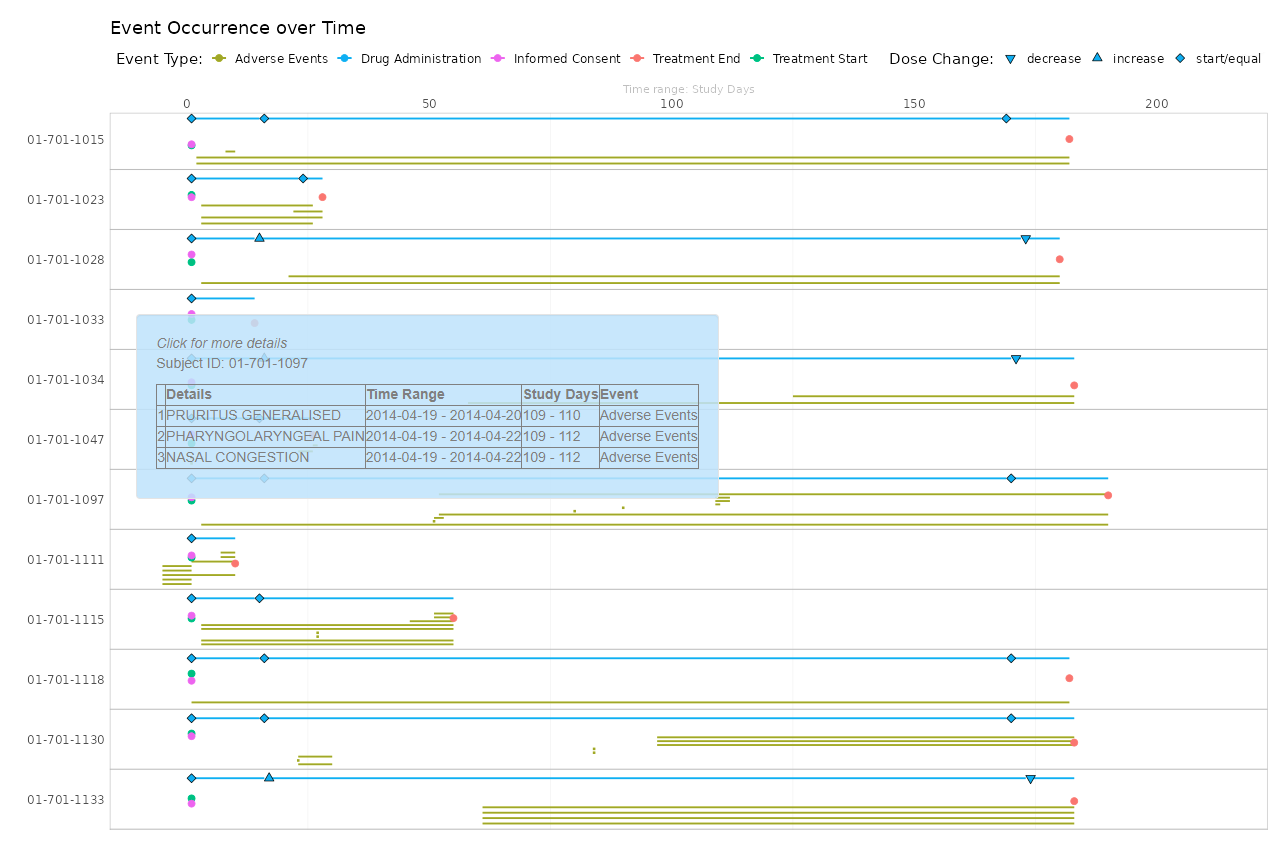 Event Occurrence over Time
Event Type: Adverse Events Drug Administration Informed Consent Treatment End Treatment Start Dose Change: decrease increase start/equal
Time range: Study Days
0 50 100 150 200
01-701-1015
01-701-1023
01-701-1028
01-701-1033
Click for more details
Subject ID: 01-701-1097
01-701-1034
Details Time Range Study Days Event
1 PRURITUS GENERALISED 2014-04-19 - 2014-04-20 109 - 110 Adverse Events
01-701-1047
2 PHARYNGOLARYNGEAL PAIN 2014-04-19 - 2014-04-22 109 - 112 Adverse Events
3 NASAL CONGESTION 2014-04-19 - 2014-04-22 109 - 112 Adverse Events
01-701-1097
01-701-1111
01-701-1115
01-701-1118
01-701-1130
01-701-1133